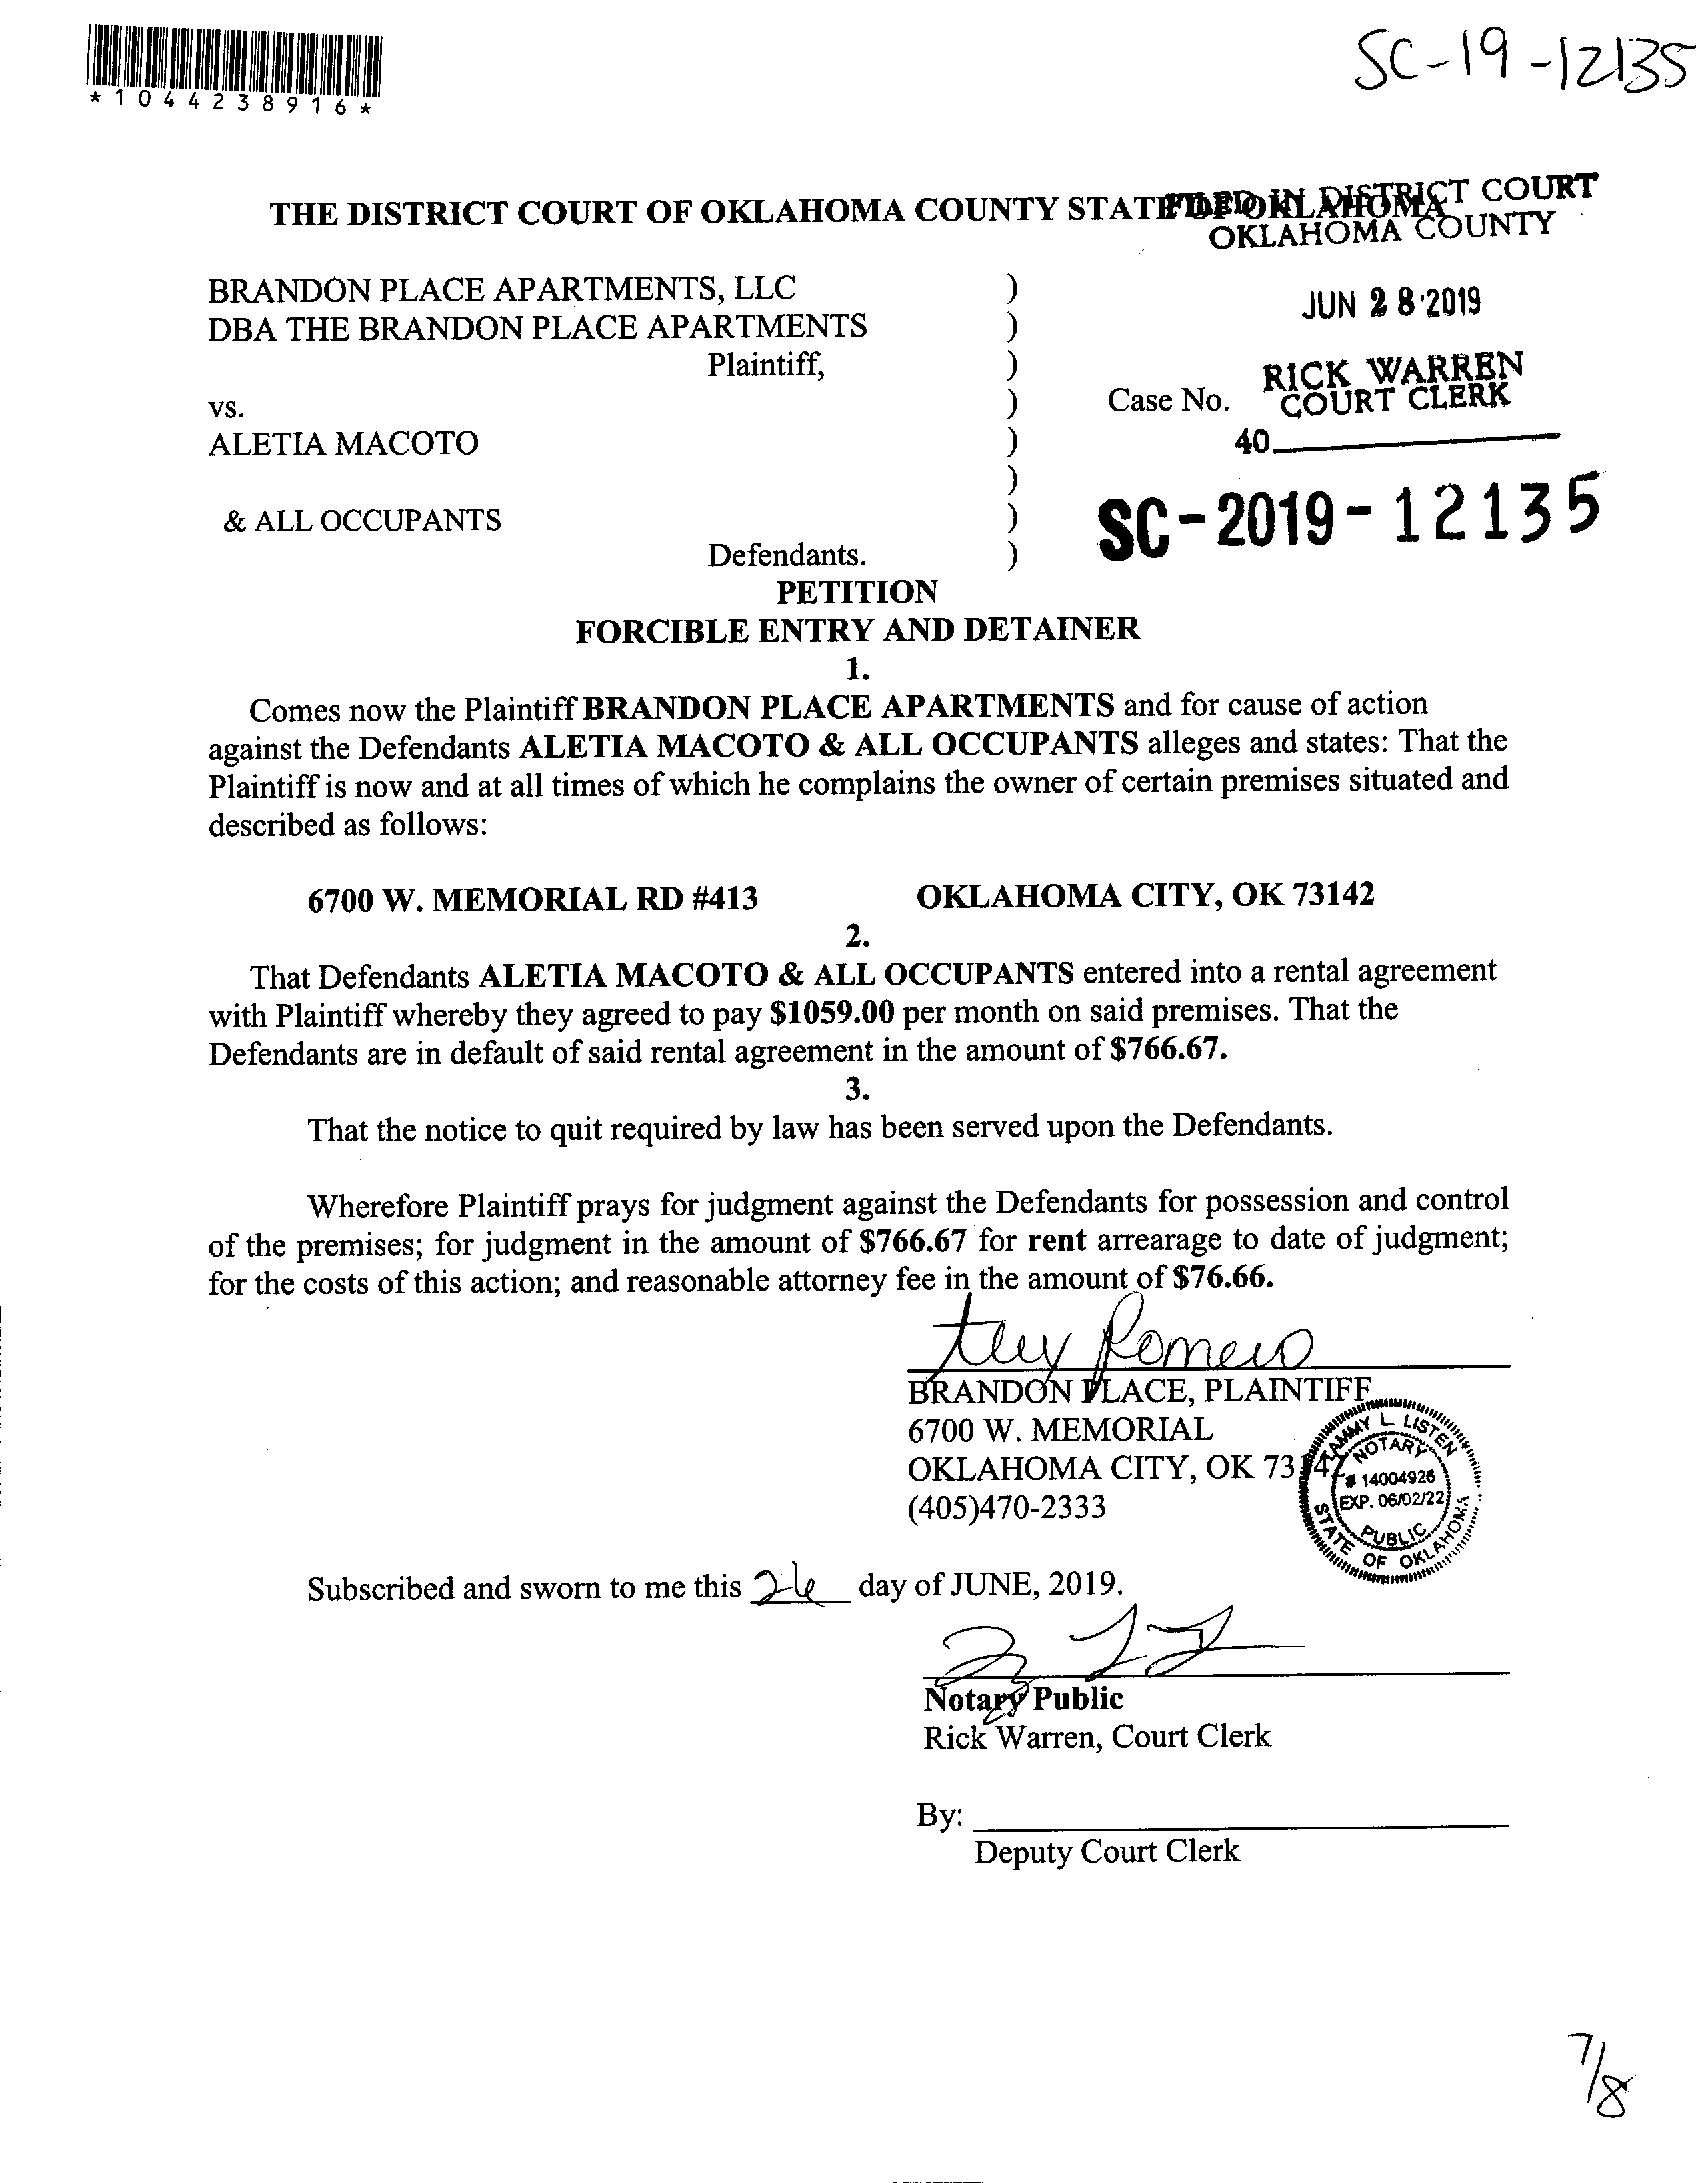 SC-19-12135
*1044238916*
THE DISTRICT COURT OF OKLAHOMA COUNTY STATE OF OKLAHOMA
FILED IN DISTRICT COURT
OKLAHOMA COUNTY
BRANDON PLACE APARTMENTS, LLC )
JUN 28 2019
DBA THE BRANDON PLACE APARTMENTS )
Plaintiff, )
RICK WARREN
COURT CLERK
vs. ) Case No.
ALETIA MACOTO )
40
)
& ALL OCCUPANTS )
SC-2019-12135
Defendants. )
PETITION
FORCIBLE ENTRY AND DETAINER
1.
Comes now the Plaintiff BRANDON PLACE APARTMENTS and for cause of action
against the Defendants ALETIA MACOTO & ALL OCCUPANTS alleges and states: That the
Plaintiff is now and at all times of which he complains the owner of certain premises situated and
described as follows:
6700 W. MEMORIAL RD #413 OKLAHOMA CITY, OK 73142
2.
That Defendants ALETIA MACOTO & ALL OCCUPANTS entered into a rental agreement
with Plaintiff whereby they agreed to pay $1059.00 per month on said premises. That the
Defendants are in default of said rental agreement in the amount of $766.67.
3.
That the notice to quit required by law has been served upon the Defendants.
Wherefore Plaintiff prays for judgment against the Defendants for possession and control
of the premises; for judgment in the amount of $766.67 for rent arrearage to date of judgment;
for the costs of this action; and reasonable attorney fee in the amount of $76.66.
Romero
BRANDON PLACE, PLAINTIFF
6700 W. MEMORIAL
OKLAHOMA CITY, OK 73142
(405)470-2333
TAMMY L LISTEN
NOTARY
# 14004926
EXP. 06/02/22
PUBLIC
STATE OF OKLAHOMA
Subscribed and sworn to me this 26 day of JUNE, 2019.
Notary Public
Rick Warren, Court Clerk
By:
Deputy Court Clerk
7/8